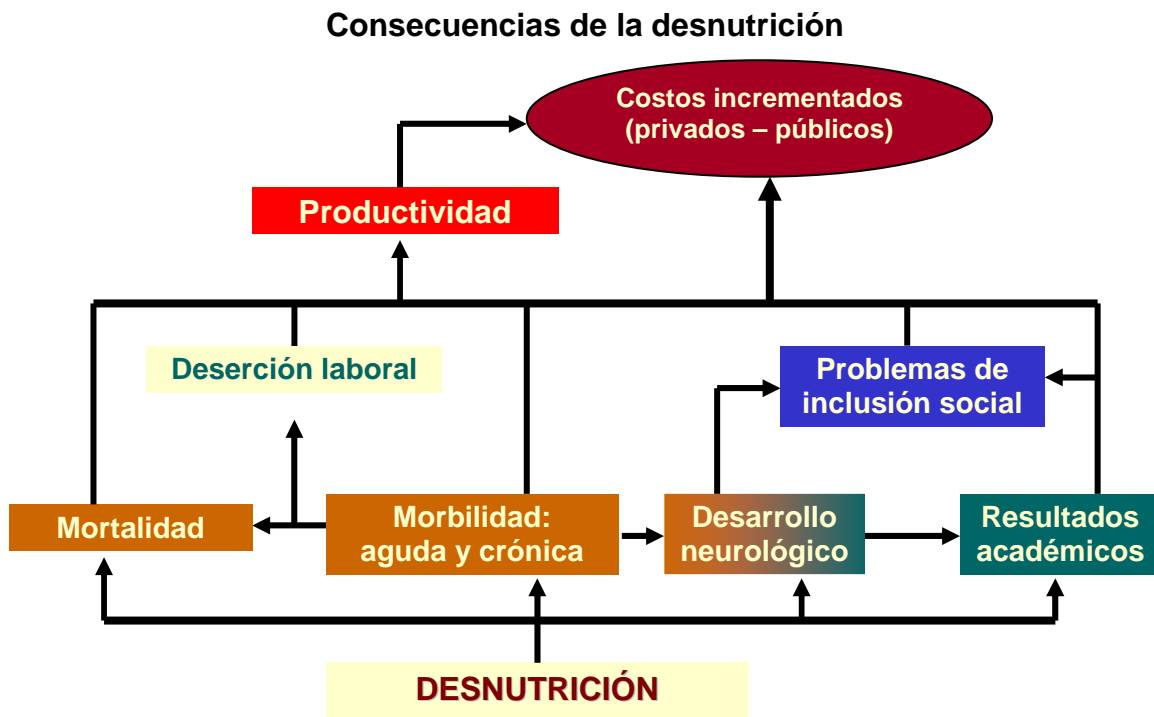 Consecuencias de la desnutrición
Costos incrementados
(privados – públicos)
Productividad
Deserción laboral
Problemas de
inclusión social
Mortalidad
Morbilidad:
aguda y crónica
Desarrollo
neurológico
Resultados
académicos
DESNUTRICIÓN